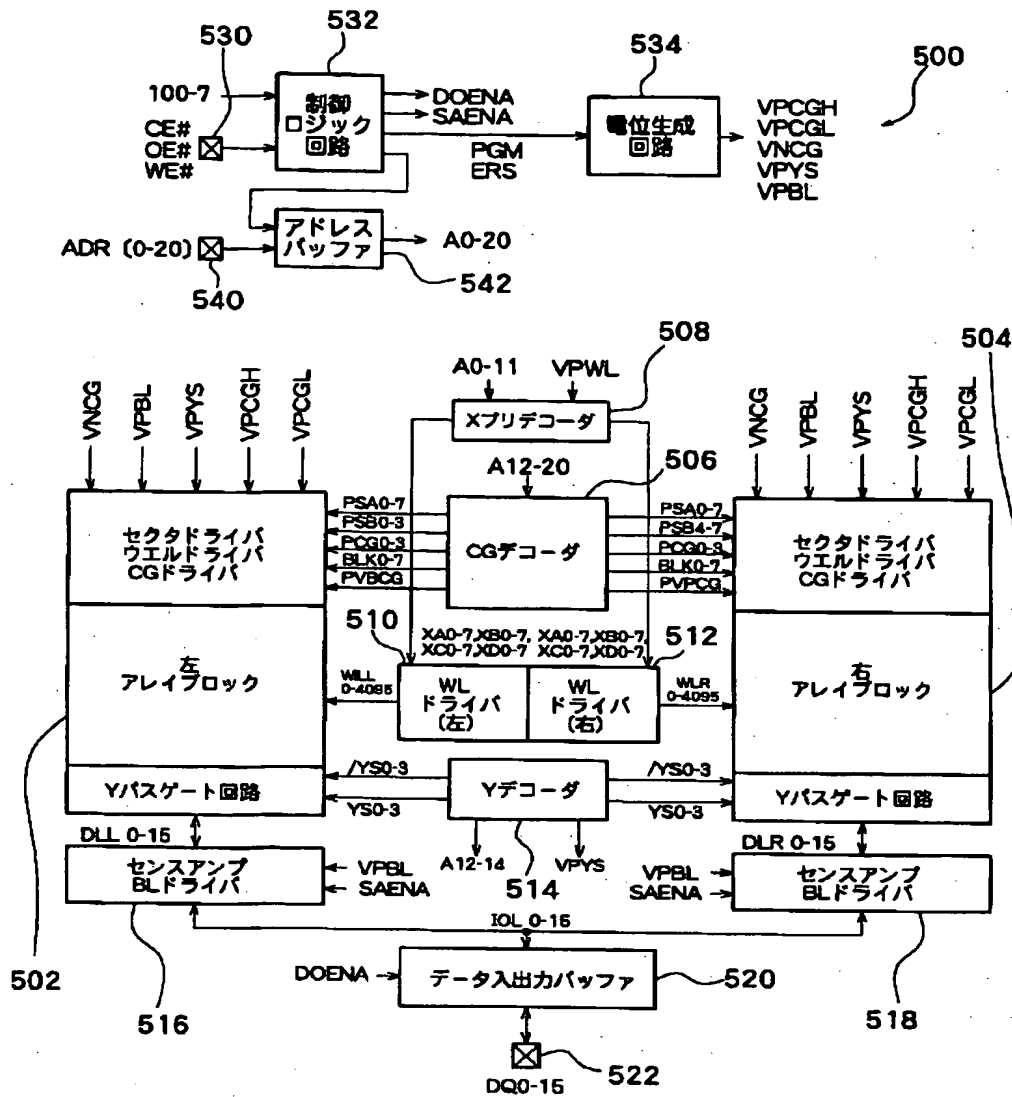 530
532
534
500
100-7
制御
ロジック
回路
DOENA
SAENA
電位生成
回路
VPCGH
VPCGL
VNCG
VPYS
VPBL
CE#
OE#
WE#
PGM
ERS
アドレス
バッファ
ADR (0-20)
A0-20
540
542
508
504
A0-11
VPWL
VNCG
VPBL
VPYS
VPCGH
VPCGL
Xプリデコーダ
VNCG
VPBL
VPYS
VPCGH
VPCGL
A12-20
506
セクタドライバ
ウエルドライバ
CGドライバ
PSA0-7
PSB0-3
PCG0-3
BLK0-7
PVBCG
CGデコーダ
PSA0-7
PSB4-7
PCG0-3
BLK0-7
PVPCG
セクタドライバ
ウエルドライバ
CGドライバ
510
XA0-7,XB0-7,
XC0-7,XD0-7,
XA0-7,XB0-7,
XC0-7,XD0-7,
512
左
アレイブロック
WILL
0-4095
WL
ドライバ
(左)
WL
ドライバ
(右)
WLR
0-4095
右
アレイブロック
/YS0-3
YS0-3
Yデコーダ
/YS0-3
YS0-3
Yパスゲート回路
Yパスゲート回路
DLL 0-15
A12-14
VPYS
514
DLR 0-15
センスアンプ
BLドライバ
VPBL
SAENA
VPBL
SAENA
センスアンプ
BLドライバ
IOL 0-15
502
516
DOENA
データ入出力バッファ
520
518
522
DQ0-15